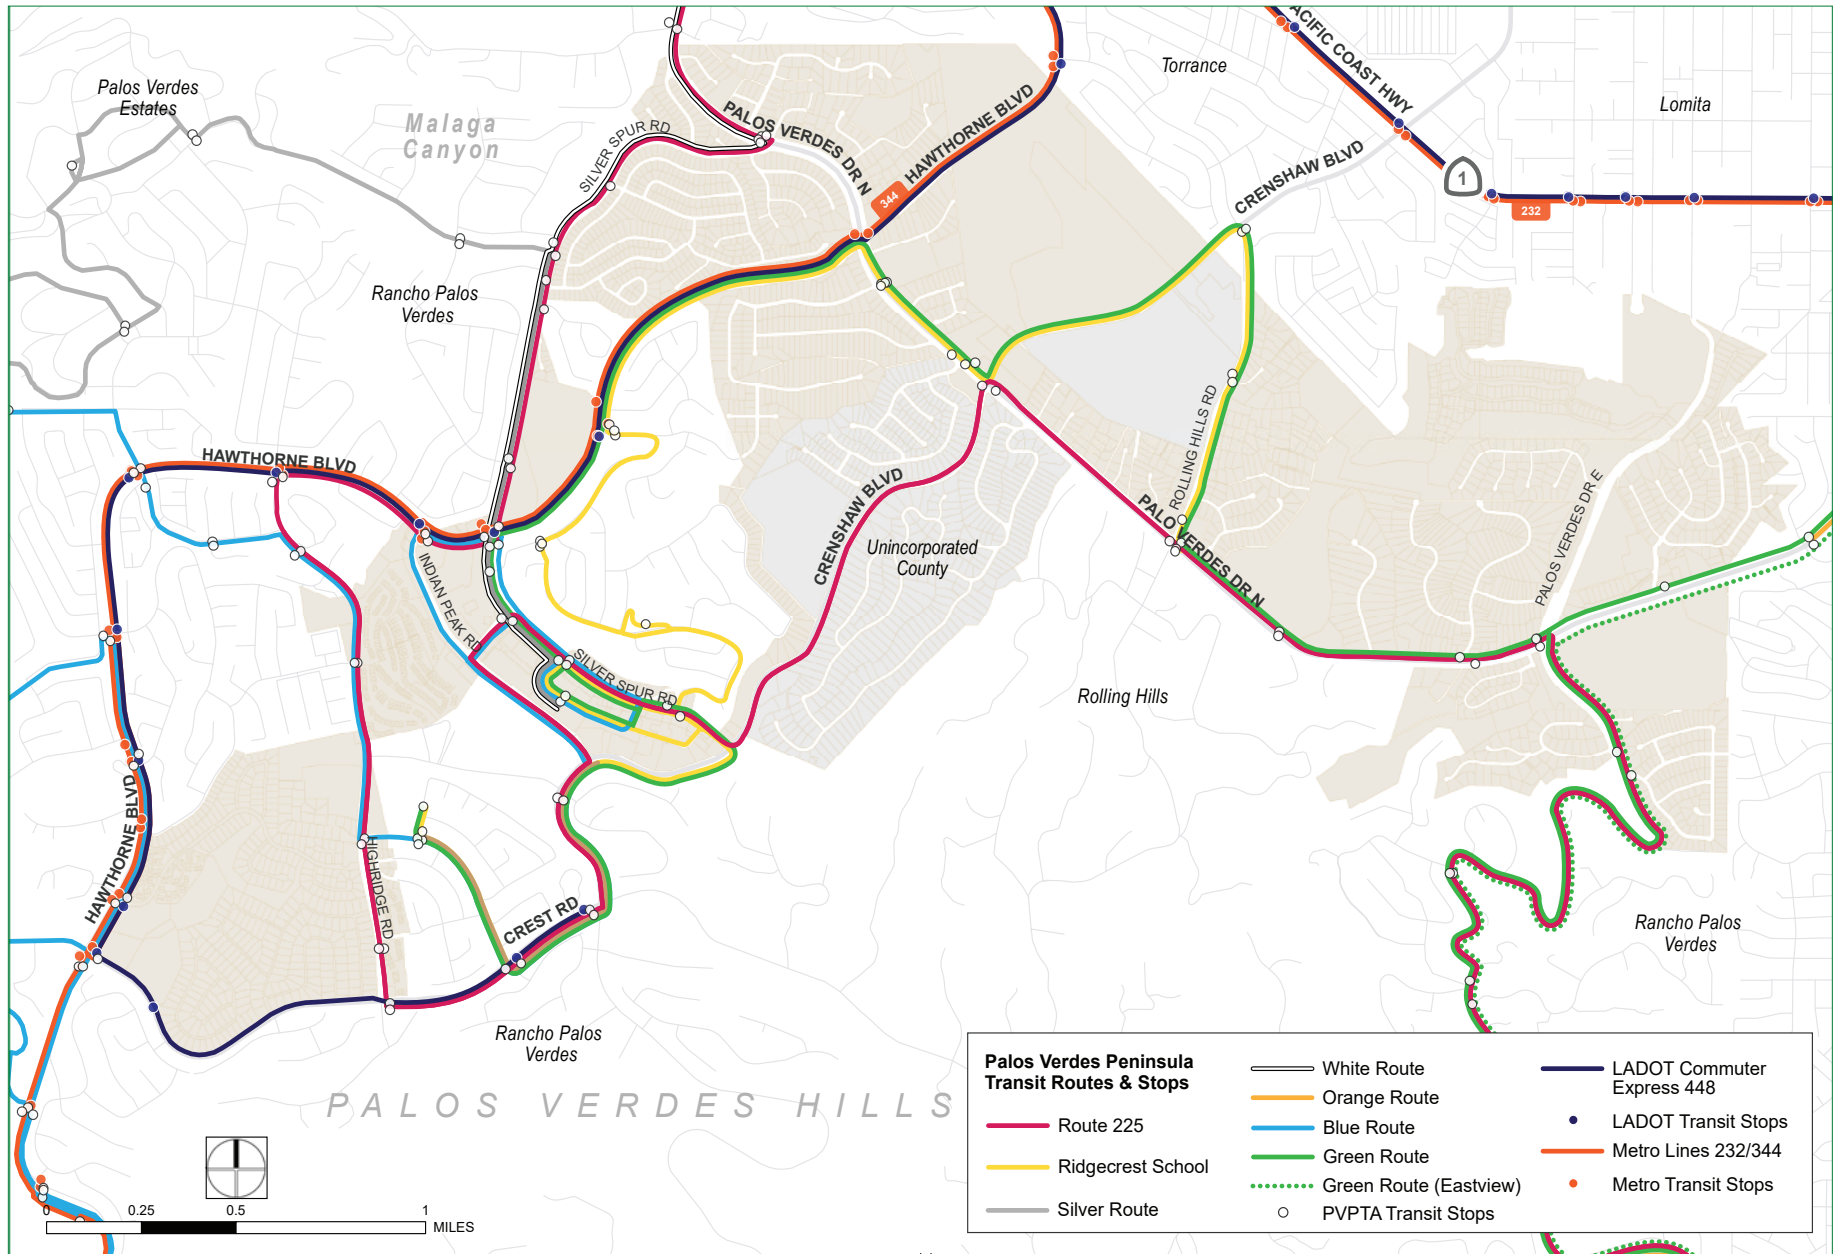 ACIFIC COAST HWY
Torrance
Lomita
Palos Verdes
Estates
Malaga
Canyon
SILVER SPUR RD
PALOS VERDES DR N
HAWTHORNE BLVD
344
CRENSHAW BLVD
1
232
Rancho Palos
Verdes
HAWTHORNE BLVD
ROLLING HILLS RD
CRENSHAW BLVD
Unincorporated
County
PALO VERDES DR N
PALOS VERDES DR E
INDIAN PEAK RD
SILVER SPUR RD
Rolling Hills
HAWTHORNE BLVD
HIGHRIDGE RD
CREST RD
Rancho Palos
Verdes
Rancho Palos
Verdes
PALOS VERDES HILLS
0 0.25 0.5 1
MILES
Palos Verdes Peninsula
Transit Routes & Stops
Route 225
Ridgecrest School
Silver Route
White Route
Orange Route
Blue Route
Green Route
Green Route (Eastview)
PVPTA Transit Stops
LADOT Commuter
Express 448
LADOT Transit Stops
Metro Lines 232/344
Metro Transit Stops